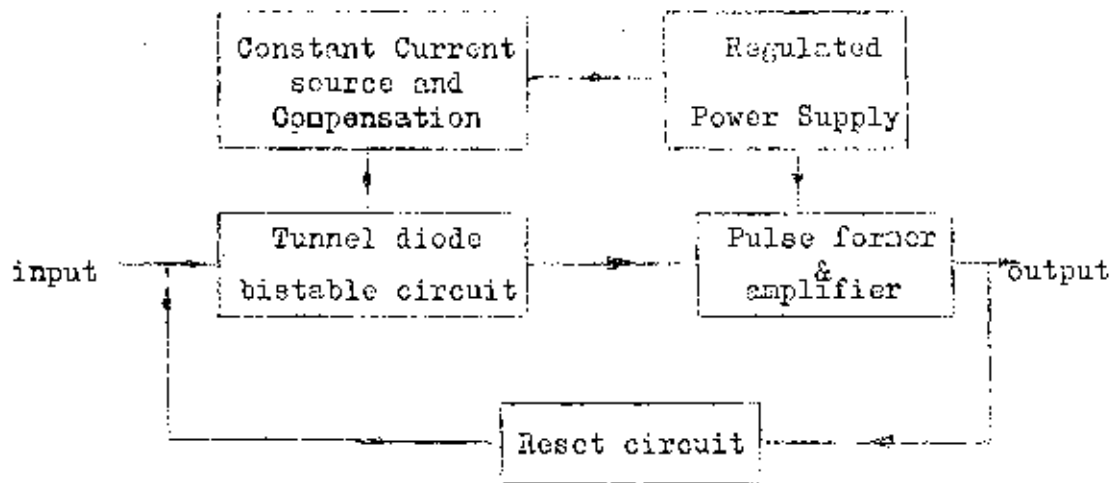 Constant Current
source and
Compensation
Regulated
Power Supply
input
Tunnel diode
bistable circuit
Pulse former
&
amplifier
output
Reset circuit